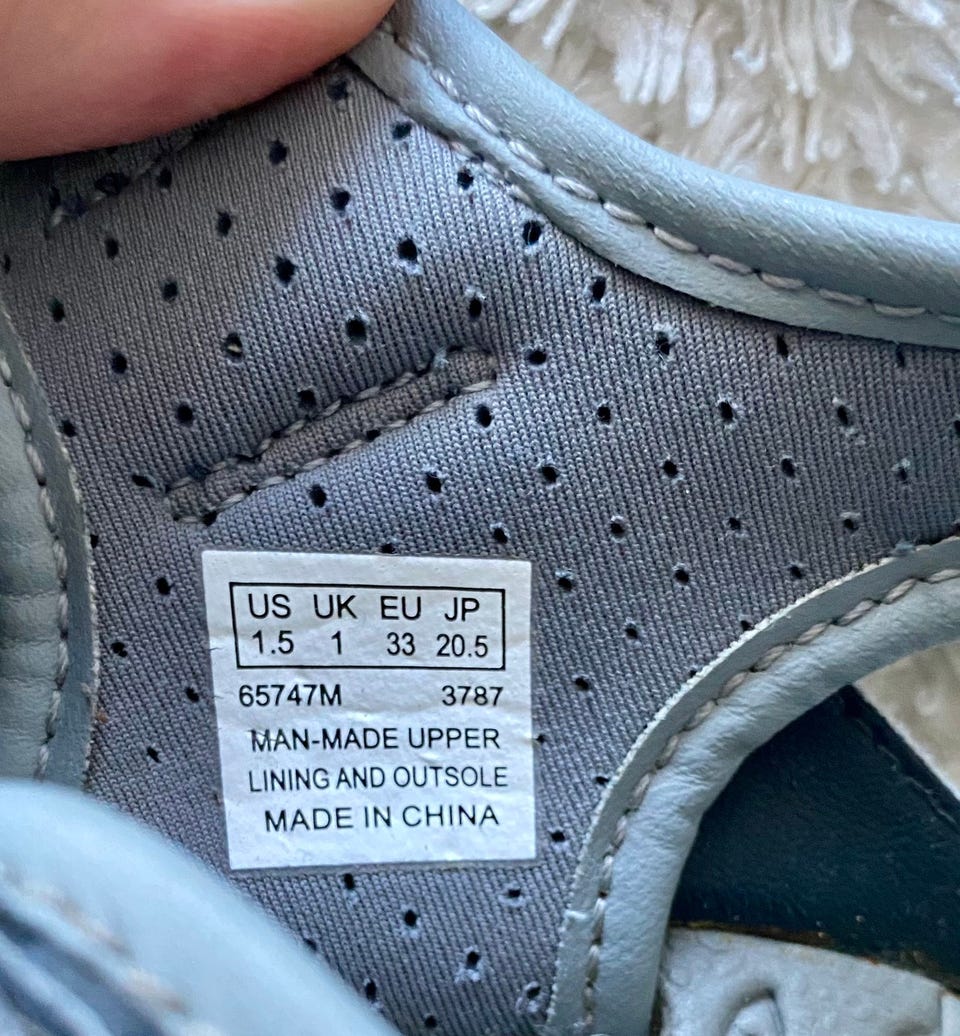 US UK EU JP
1.5 1 33 20.5
65747M 3787
MAN-MADE UPPER
LINING AND OUTSOLE
MADE IN CHINA